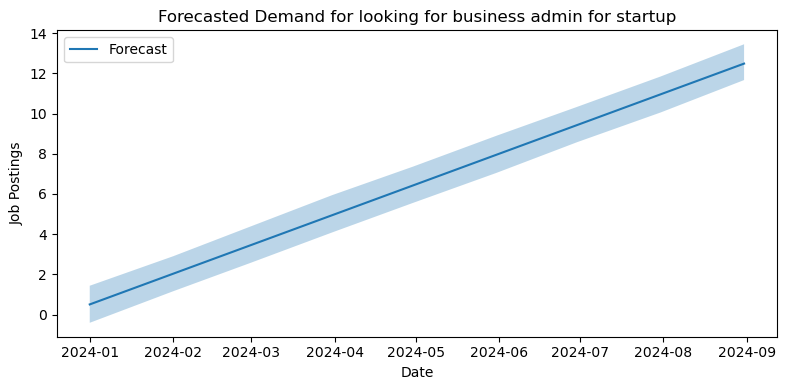 Forecasted Demand for looking for business admin for startup
Forecast
14
12
10
8
6
4
2
0
Job Postings
2024-01 2024-02 2024-03 2024-04 2024-05 2024-06 2024-07 2024-08 2024-09
Date